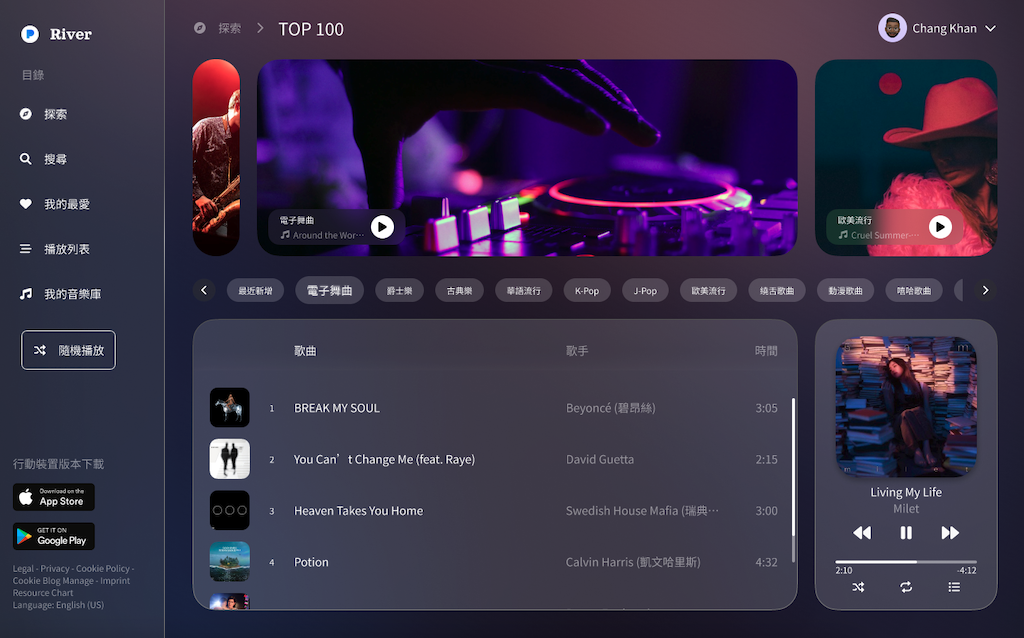 River
目錄
探索
搜尋
我的最愛
播放列表
我的音樂庫
隨機播放
行動裝置版本下載
Download on the
App Store
GET IT ON
Google Play
Legal - Privacy - Cookie Policy -
Cookie Blog Manage - Imprint
Resource Chart
Language: English (US)
探索 > TOP 100
Chang Khan
電子舞曲
Around the Wor···
歐美流行
Cruel Summer-···
最近新增 電子舞曲 爵士樂 古典樂 華語流行 K-Pop J-Pop 歐美流行 繞舌歌曲 動漫歌曲 嘻哈歌曲
歌曲 歌手 時間
1 BREAK MY SOUL Beyoncé (碧昂絲) 3:05
2 You Can’t Change Me (feat. Raye) David Guetta 2:15
3 Heaven Takes You Home Swedish House Mafia (瑞典··· 3:00
4 Potion Calvin Harris (凱文哈里斯) 4:32
Living My Life
Milet
2:10 -4:12